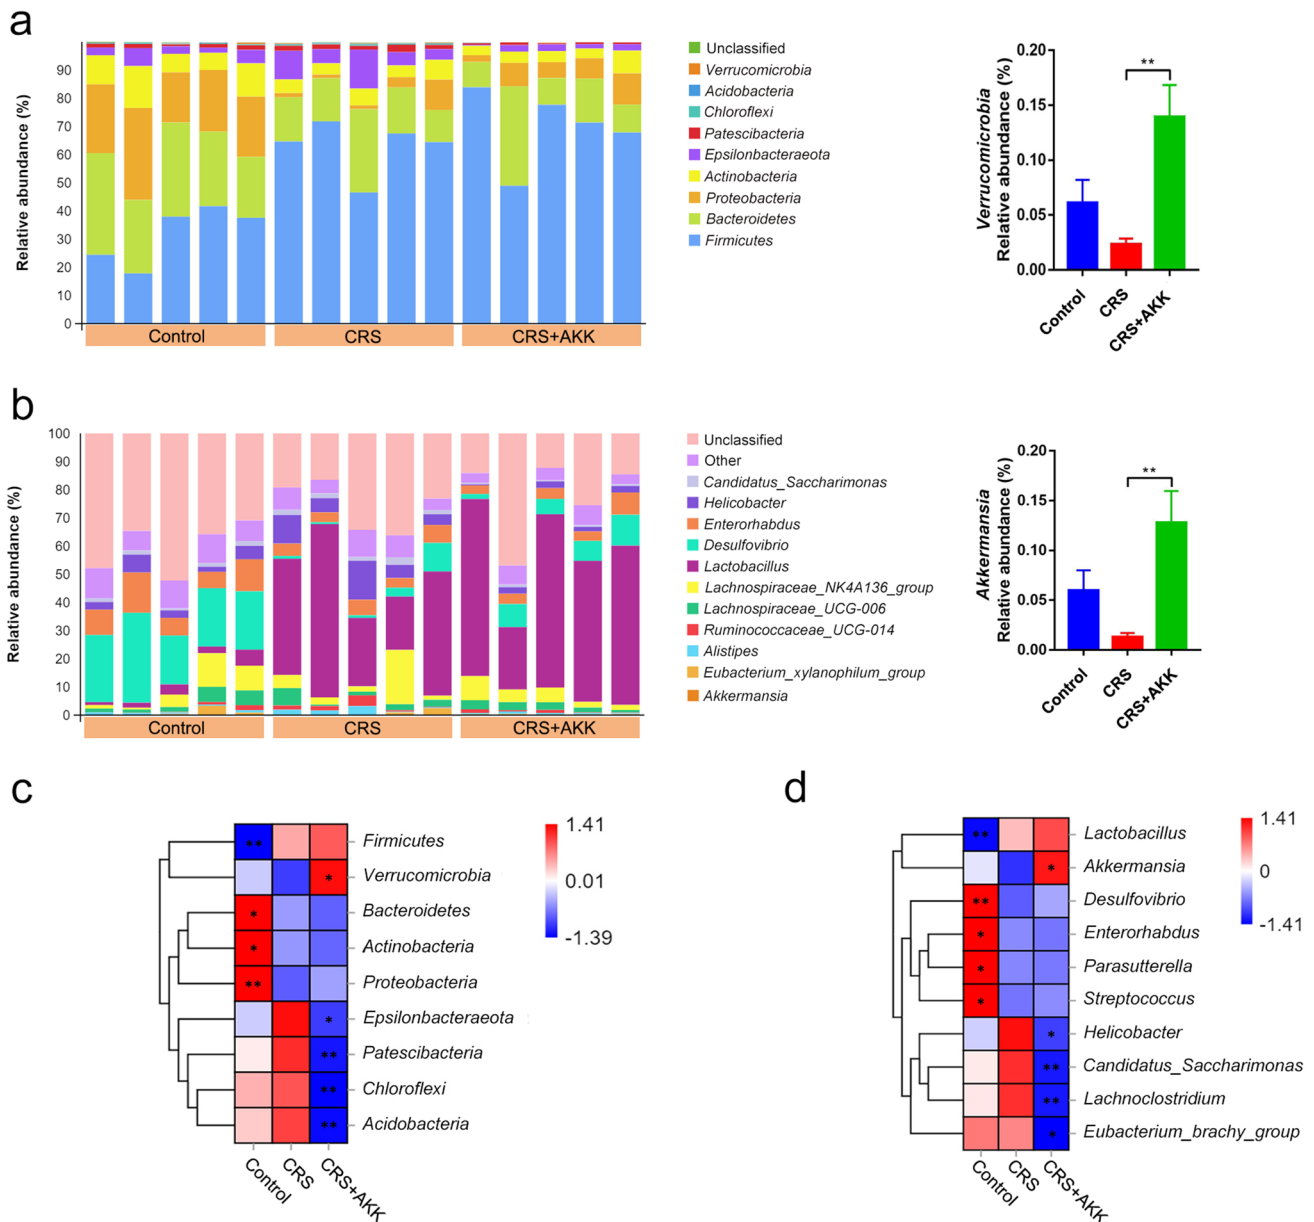 a
Relative abundance (%)
90
80
70
60
50
40
30
20
10
0
Control
CRS
CRS+AKK
Unclassified
Verrucomicrobia
Acidobacteria
Chloroflexi
Patescibacteria
Epsilonbacteraeota
Actinobacteria
Proteobacteria
Bacteroidetes
Firmicutes
Verrucomicrobia
Relative abundance (%)
0.20
0.15
0.10
0.05
0.00
**
Control
CRS
CRS+AKK
b
Relative abundance (%)
100
90
80
70
60
50
40
30
20
10
0
Control
CRS
CRS+AKK
Unclassified
Other
Candidatus_Saccharimonas
Helicobacter
Enterorhabdus
Desulfovibrio
Lactobacillus
Lachnospiraceae_NK4A136_group
Lachnospiraceae_UCG-006
Ruminococcaceae_UCG-014
Alistipes
Eubacterium_xylanophilum_group
Akkermansia
Akkermansia
Relative abundance (%)
0.20
0.15
0.10
0.05
0.00
**
Control
CRS
CRS+AKK
c
** Firmicutes
* Verrucomicrobia
* Bacteroidetes
* Actinobacteria
** Proteobacteria
* Epsilonbacteraeota
** Patescibacteria
** Chloroflexi
** Acidobacteria
Control
CRS
CRS+AKK
1.41
0.01
-1.39
d
** Lactobacillus
* Akkermansia
** Desulfovibrio
* Enterorhabdus
* Parasutterella
* Streptococcus
* Helicobacter
** Candidatus_Saccharimonas
** Lachnoclostridium
* Eubacterium_brachy_group
Control
CRS
CRS+AKK
1.41
0
-1.41